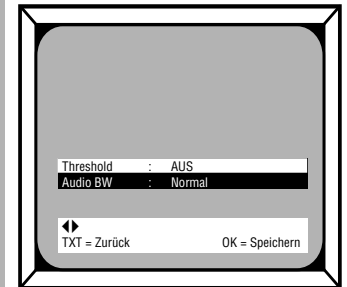 Threshold : AUS
Audio BW : Normal
TXT = Zurück OK = Speichern